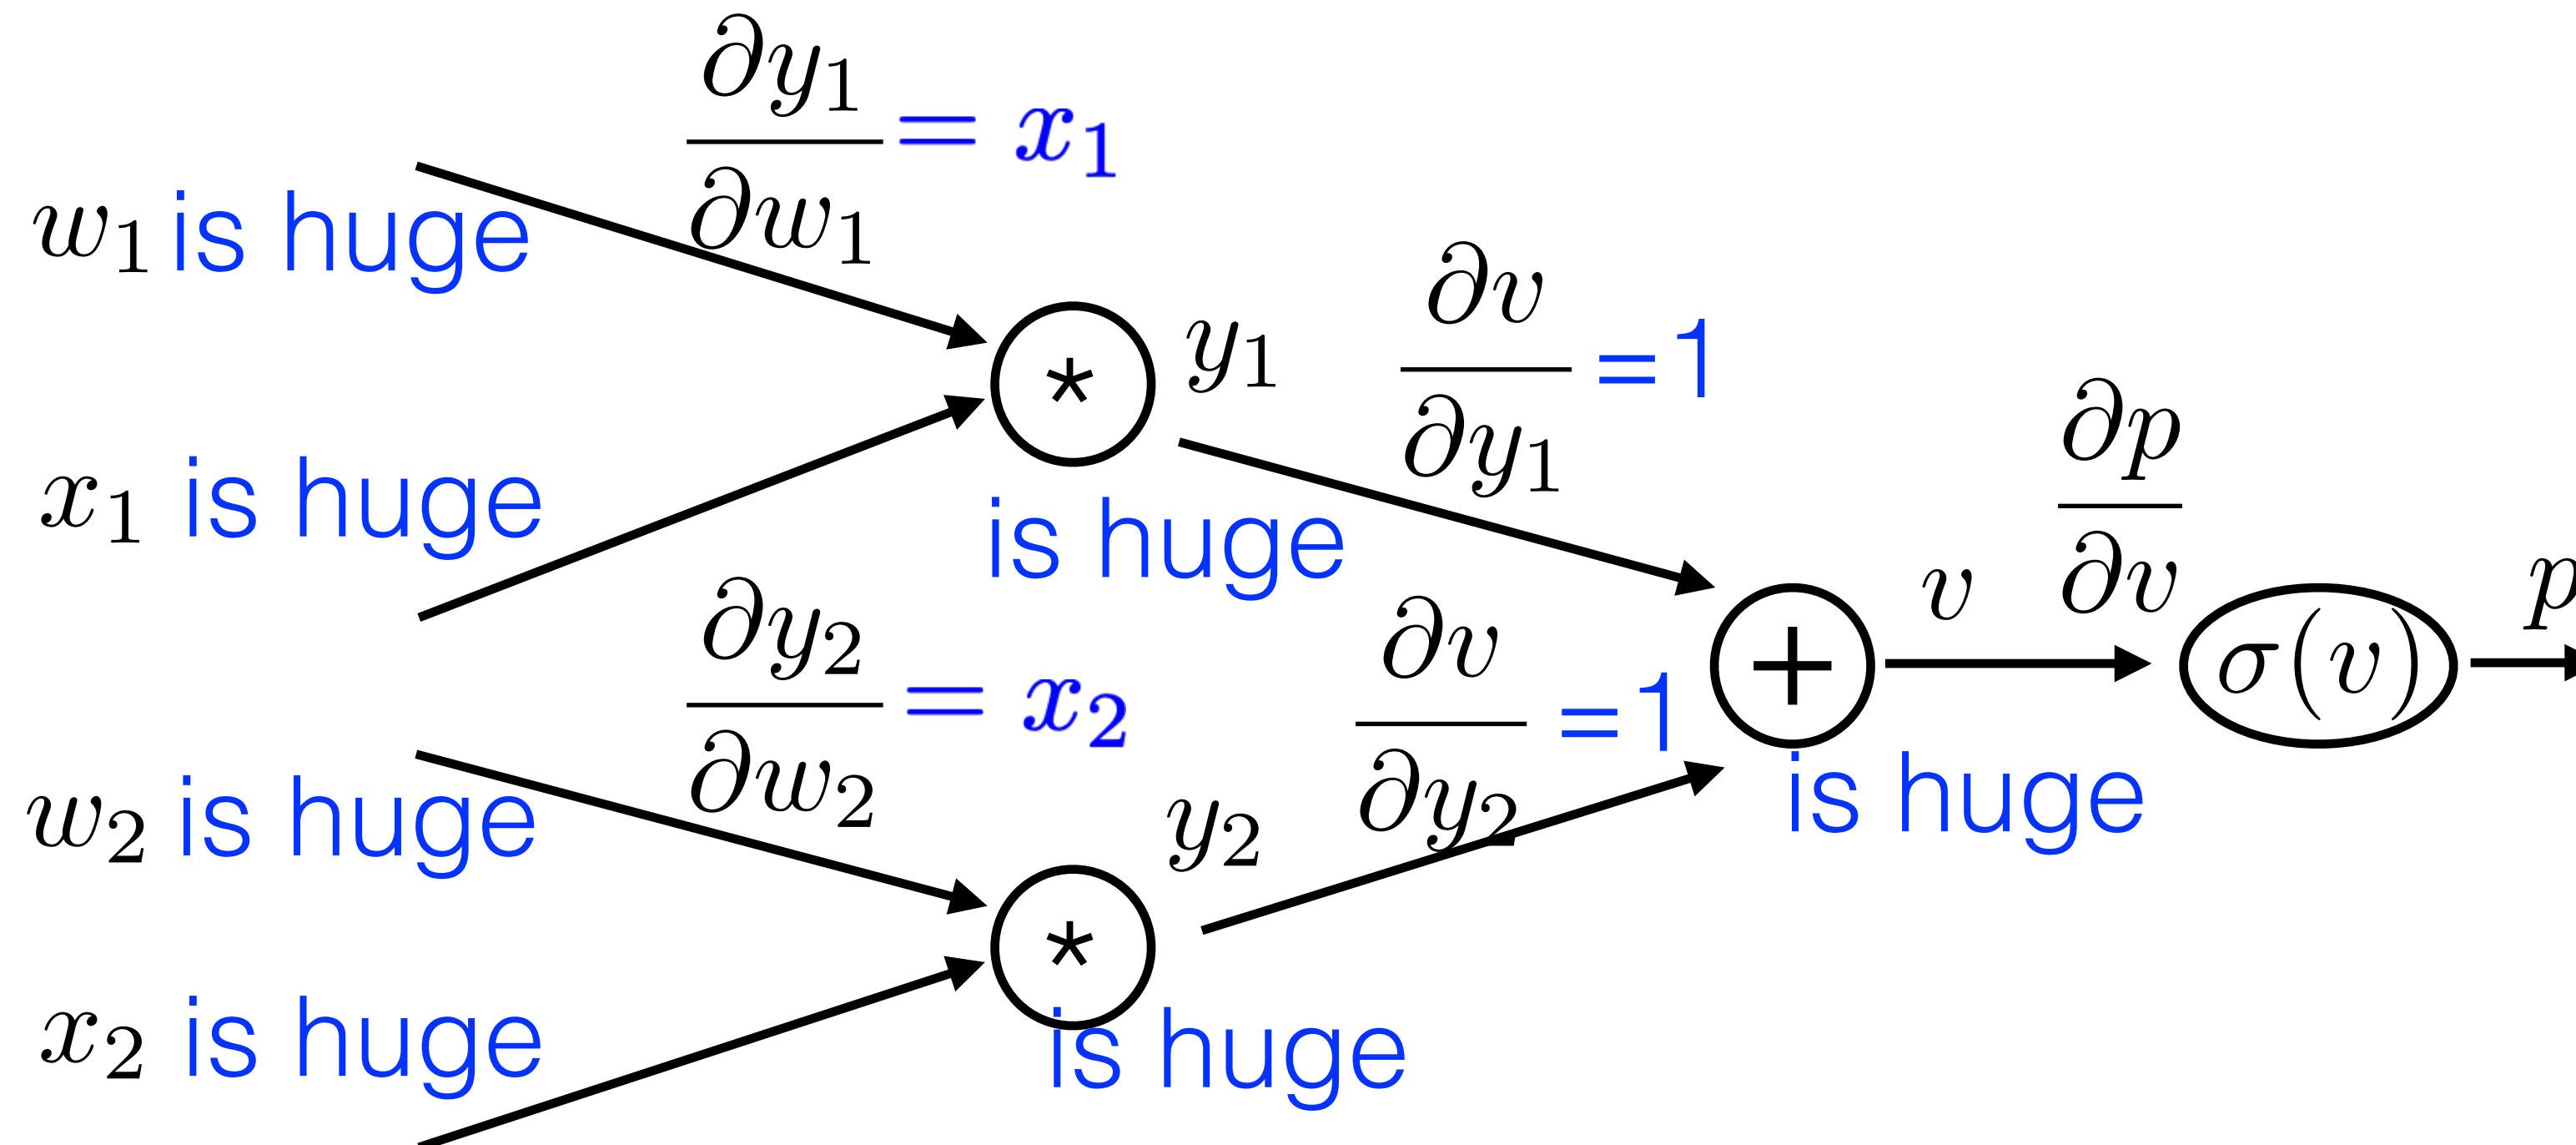 ∂y₁/∂w₁ = x₁
w₁ is huge
∂v/∂y₁ = 1
y₁
x₁ is huge
*
is huge
∂p/∂v
v
p
∂y₂/∂w₂ = x₂
∂v/∂y₂ = 1
+
σ(v)
is huge
w₂ is huge
y₂
*
x₂ is huge
is huge